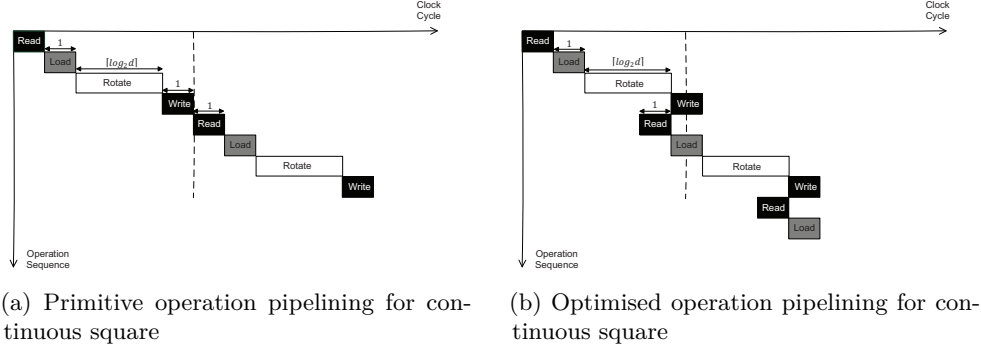 Clock
Cycle
Read
1
Load
⌈log₂d⌉
Rotate
1
Write
1
Read
Load
Rotate
Write
Operation
Sequence
(a) Primitive operation pipelining for con-
tinuous square
Clock
Cycle
Read
1
Load
⌈log₂d⌉
Rotate
Write
1
Read
Load
Rotate
Write
Read
Load
Operation
Sequence
(b) Optimised operation pipelining for con-
tinuous square